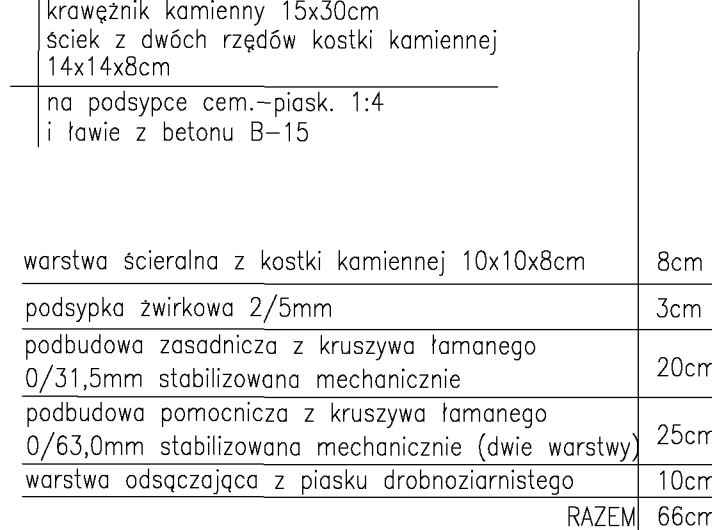 krawężnik kamienny 15x30cm
ściek z dwóch rzędów kostki kamiennej
14x14x8cm
na podsypce cem.–piask. 1:4
i ławie z betonu B–15
warstwa ścieralna z kostki kamiennej 10x10x8cm 8cm
podsypka żwirkowa 2/5mm 3cm
podbudowa zasadnicza z kruszywa łamanego
0/31,5mm stabilizowana mechanicznie 20cm
podbudowa pomocnicza z kruszywa łamanego
0/63,0mm stabilizowana mechanicznie (dwie warstwy) 25cm
warstwa odsączająca z piasku drobnoziarnistego 10cm
RAZEM 66cm